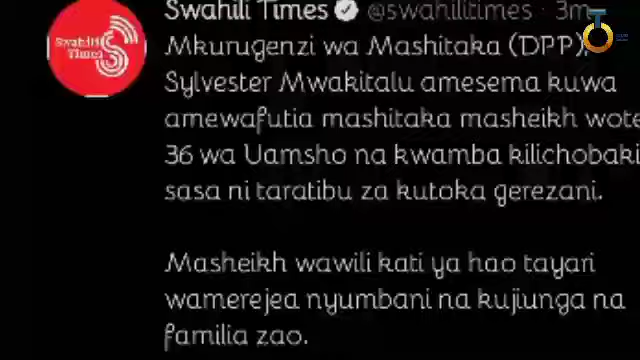 Swahili Times @swahilitimes · 3m
Swahili
Times
Mkurugenzi wa Mashitaka (DPP),
Sylvester Mwakitalu amesema kuwa
amewafutia mashitaka masheikh wote
36 wa Uamsho na kwamba kilichobaki
sasa ni taratibu za kutoka gerezani.
Masheikh wawili kati ya hao tayari
wamerejea nyumbani na kujiunga na
familia zao.